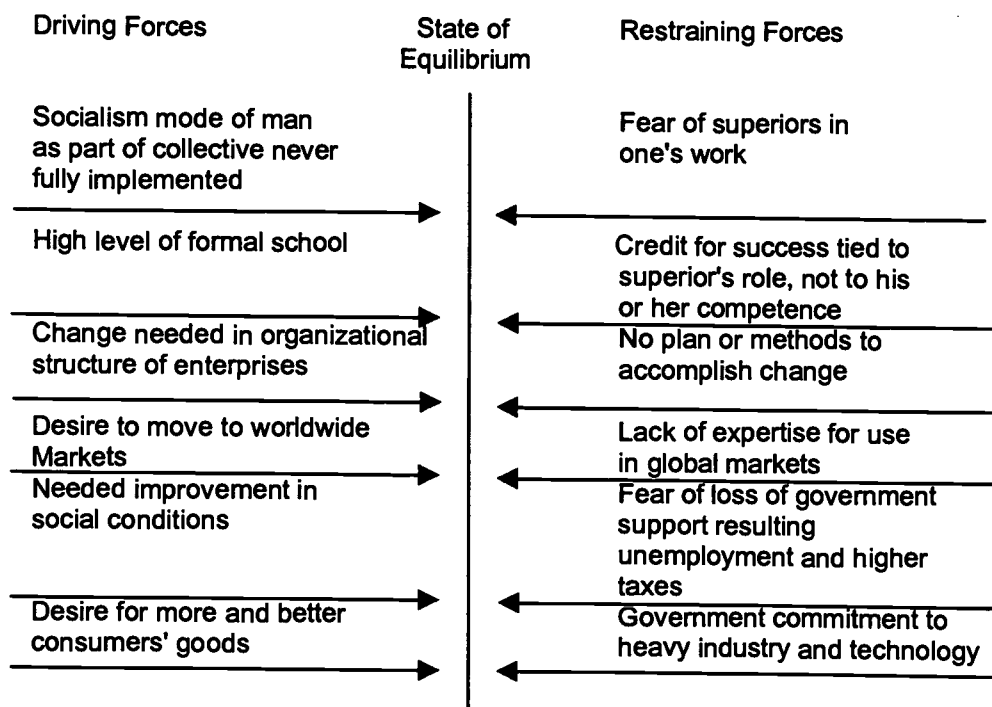 Driving Forces
State of
Equilibrium
Restraining Forces
Socialism mode of man
as part of collective never
fully implemented
Fear of superiors in
one's work
High level of formal school
Credit for success tied to
superior's role, not to his
or her competence
Change needed in organizational
structure of enterprises
No plan or methods to
accomplish change
Desire to move to worldwide
Markets
Lack of expertise for use
in global markets
Needed improvement in
social conditions
Fear of loss of government
support resulting
unemployment and higher
taxes
Desire for more and better
consumers' goods
Government commitment to
heavy industry and technology